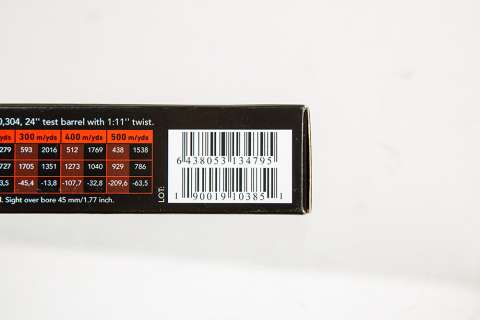 0,304, 24" test barrel with 1:11" twist.
yds 300 m/yds 400 m/yds 500 m/yds
279 593 2016 512 1769 438 1538
727 1705 1351 1273 1040 929 786
3,5 -45,4 -13,8 -107,7 -32,8 -209,6 -63,5
. Sight over bore 45 mm/1.77 inch.
LOT:
6 438053 134795
1 90019 10385 1